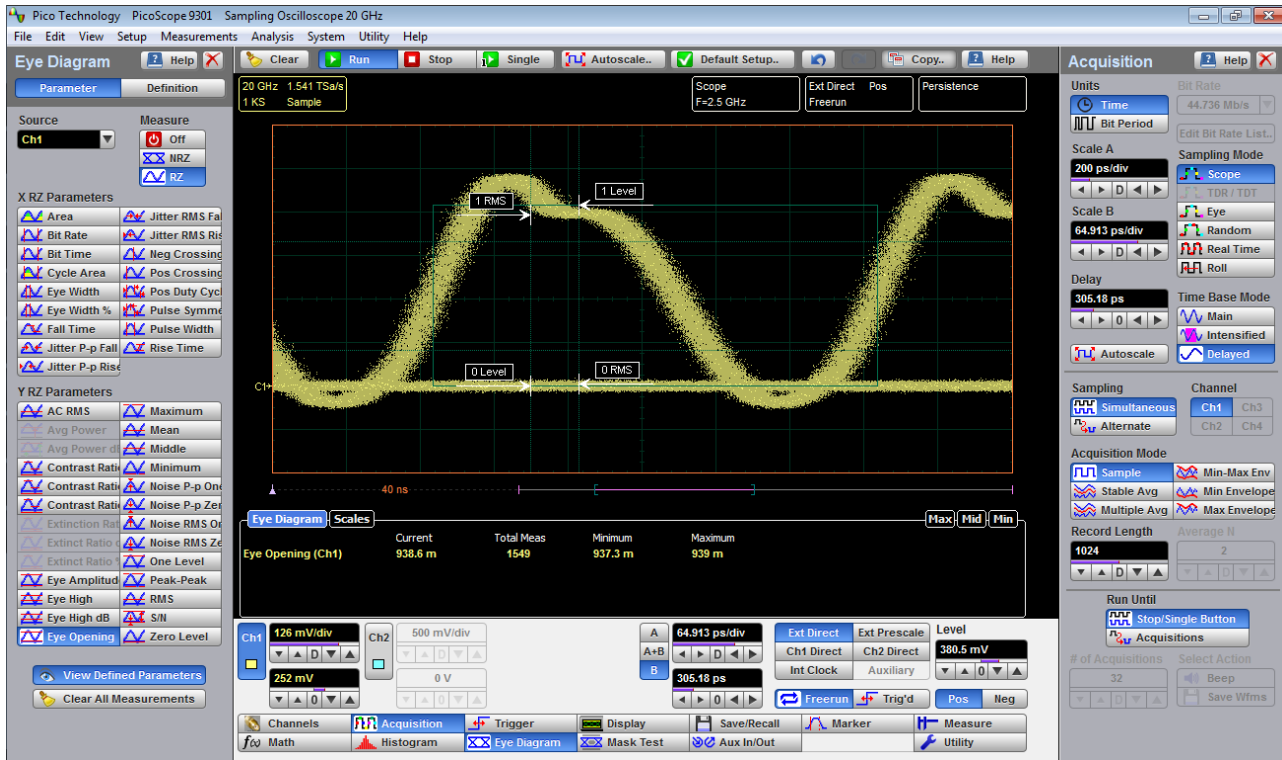 Pico Technology PicoScope 9301 Sampling Oscilloscope 20 GHz
File Edit View Setup Measurements Analysis System Utility Help
Eye Diagram Help
Parameter Definition
Source Measure
Ch1 Off
NRZ
RZ
X RZ Parameters
Area Jitter RMS Fal
Bit Rate Jitter RMS Ris
Bit Time Neg Crossing
Cycle Area Pos Crossing
Eye Width Pos Duty Cycl
Eye Width % Pulse Symme
Fall Time Pulse Width
Jitter P-p Fall Rise Time
Jitter P-p Rise
Y RZ Parameters
AC RMS Maximum
Avg Power Mean
Avg Power d Middle
Contrast Rati Minimum
Contrast Rati Noise P-p One
Contrast Rati Noise P-p Zer
Extinction Rat Noise RMS On
Extinct Ratio Noise RMS Ze
Extinct Ratio One Level
Eye Amplitud Peak-Peak
Eye High RMS
Eye High dB S/N
Eye Opening Zero Level
View Defined Parameters
Clear All Measurements
Clear Run Stop Single Autoscale.. Default Setup.. Copy.. Help
20 GHz 1.541 TSa/s
1 KS Sample
Scope
F=2.5 GHz
Ext Direct Pos
Freerun
Persistence
1 RMS
1 Level
0 Level
0 RMS
C1
40 ns
Eye Diagram Scales Max Mid Min
Current Total Meas Minimum Maximum
Eye Opening (Ch1) 938.6 m 1549 937.3 m 939 m
Ch1 126 mV/div Ch2 500 mV/div
D D
252 mV 0 V
0 0
A 64.913 ps/div
A+B D
B 305.18 ps
0
Ext Direct Ext Prescale Level
Ch1 Direct Ch2 Direct 380.5 mV
Int Clock Auxiliary 0
Freerun Trig'd Pos Neg
Channels Acquisition Trigger Display Save/Recall Marker Measure
f(x) Math Histogram Eye Diagram Mask Test Aux In/Out Utility
Acquisition Help
Units Bit Rate
Time 44.736 Mb/s
Bit Period Edit Bit Rate List..
Scale A Sampling Mode
200 ps/div Scope
D TDR / TDT
Scale B Eye
64.913 ps/div Random
D Real Time
Roll
Delay
305.18 ps Time Base Mode
0 Main
Intensified
Autoscale Delayed
Sampling Channel
Simultaneous Ch1 Ch3
Alternate Ch2 Ch4
Acquisition Mode
Sample Min-Max Env
Stable Avg Min Envelope
Multiple Avg Max Envelope
Record Length Average N
1024 2
D D
Run Until
Stop/Single Button
Acquisitions
# of Acquisitions Select Action
32 Beep
D Save Wfms